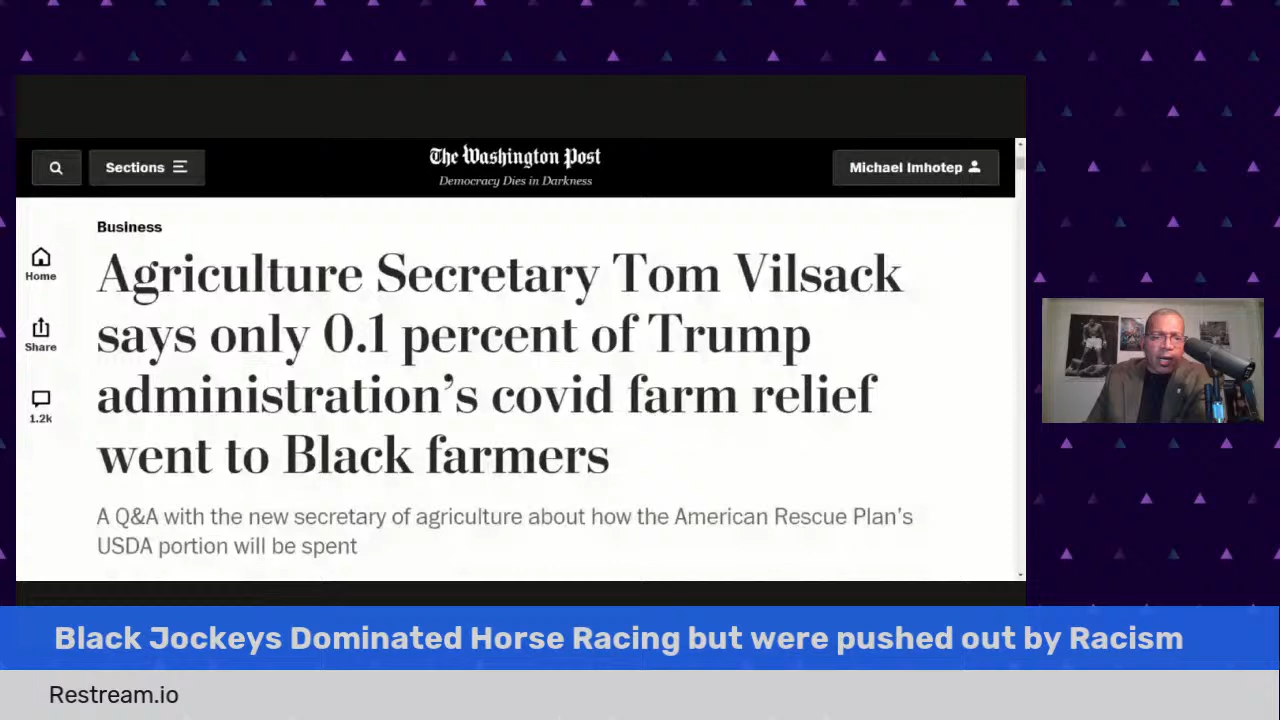 Sections
The Washington Post
Democracy Dies in Darkness
Michael Imhotep
Business
Home
Share
1.2k
Agriculture Secretary Tom Vilsack
says only 0.1 percent of Trump
administration's covid farm relief
went to Black farmers
A Q&A with the new secretary of agriculture about how the American Rescue Plan's
USDA portion will be spent
Black Jockeys Dominated Horse Racing but were pushed out by Racism
Restream.io